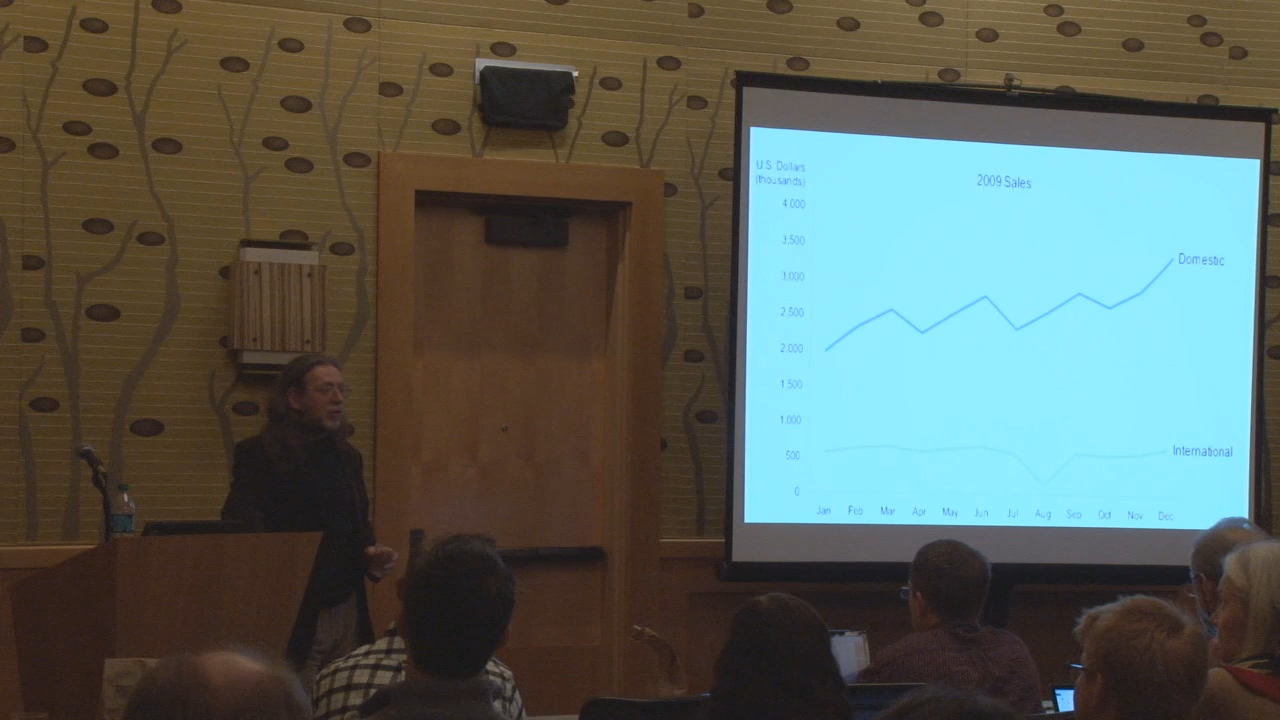 U.S. Dollars
(thousands)
2009 Sales
4,000
3,500
3,000
2,500
2,000
1,500
1,000
500
0
Domestic
International
Jan Feb Mar Apr May Jun Jul Aug Sep Oct Nov Dec